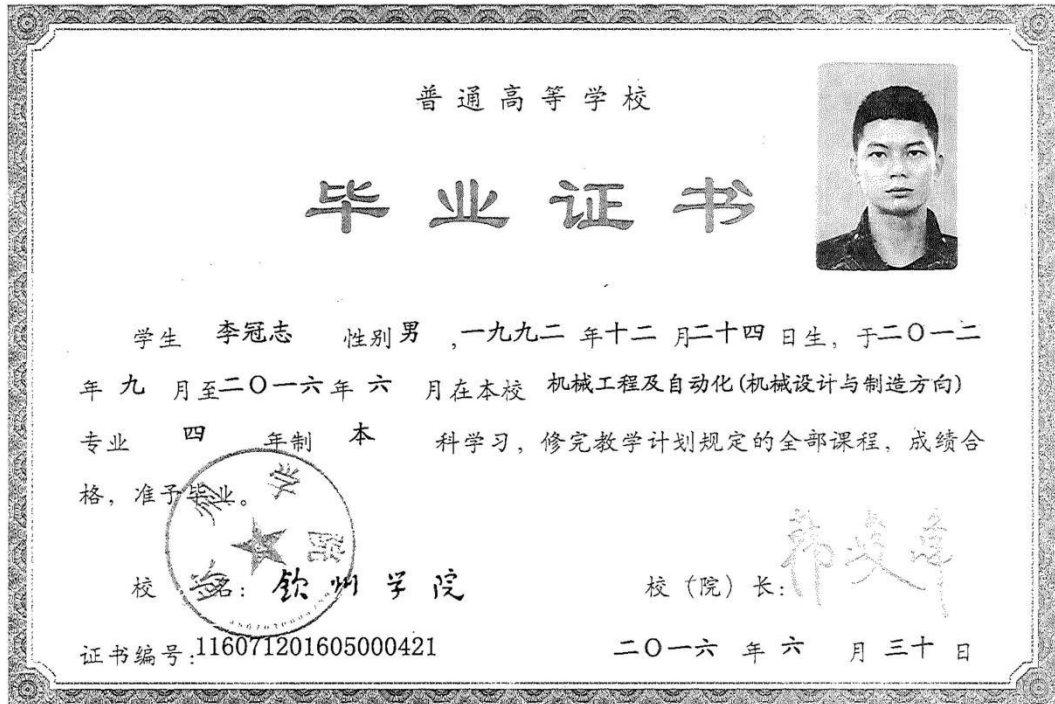 普通高等学校
毕业证书
学生 李冠志 性别 男 ,一九九二 年十二 月二十四 日生, 于二〇一二
年 九 月至二〇一六年 六 月在本校 机械工程及自动化(机械设计与制造方向)
专业 四 年制 本 科学习, 修完教学计划规定的全部课程, 成绩合
格, 准予毕业。
校 名: 钦州学院
校(院)长:
证书编号:116071201605000421
二〇一六 年 六 月 三十 日
钦州学院